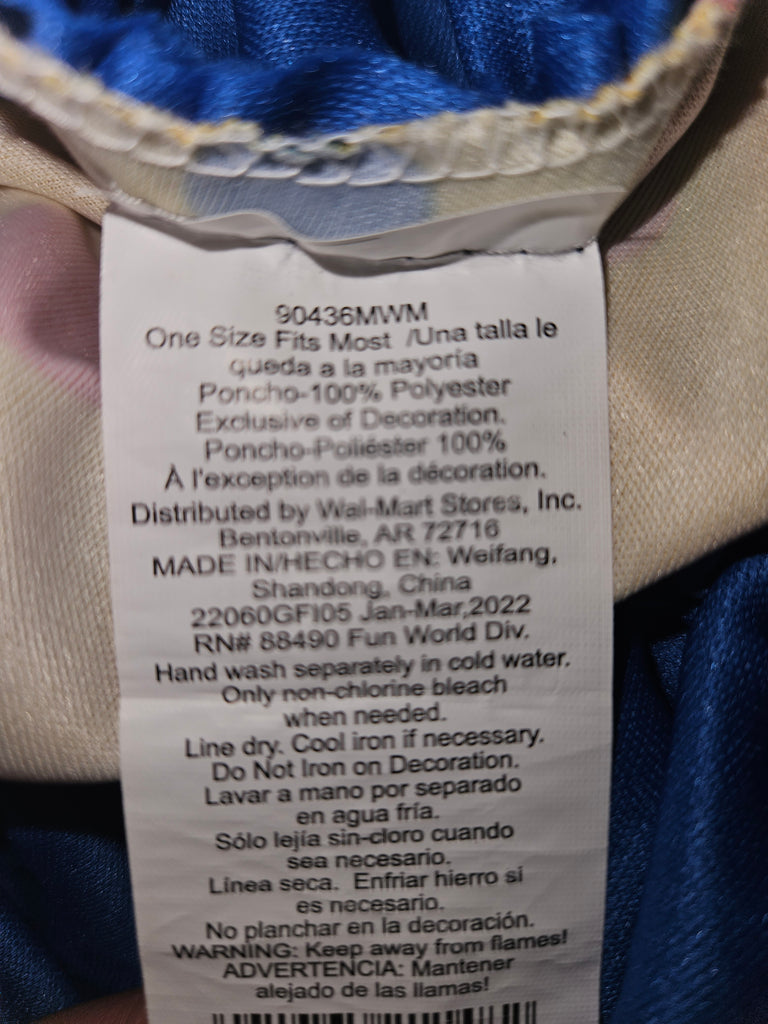 90436MWM
One Size Fits Most /Una talla le
queda a la mayoría
Poncho-100% Polyester
Exclusive of Decoration.
Poncho-Poliéster 100%
À l'exception de la décoration.
Distributed by Wal-Mart Stores, Inc.
Bentonville, AR 72716
MADE IN/HECHO EN: Weifang,
Shandong, China
22060GFI05 Jan-Mar,2022
RN# 88490 Fun World Div.
Hand wash separately in cold water.
Only non-chlorine bleach
when needed.
Line dry. Cool iron if necessary.
Do Not Iron on Decoration.
Lavar a mano por separado
en agua fría.
Sólo lejía sin-cloro cuando
sea necesario.
Línea seca. Enfriar hierro si
es necesario.
No planchar en la decoración.
WARNING: Keep away from flames!
ADVERTENCIA: Mantener
alejado de las llamas!